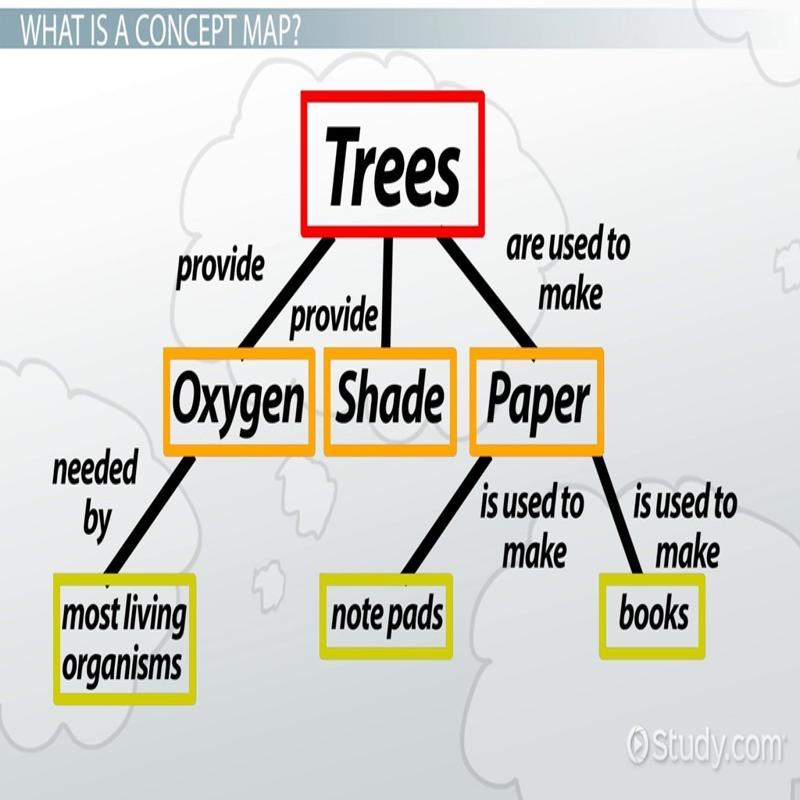 WHAT IS A CONCEPT MAP?
Trees
provide
provide
are used to
make
Oxygen
Shade
Paper
needed
by
is used to
make
is used to
make
most living
organisms
note pads
books
Study.com